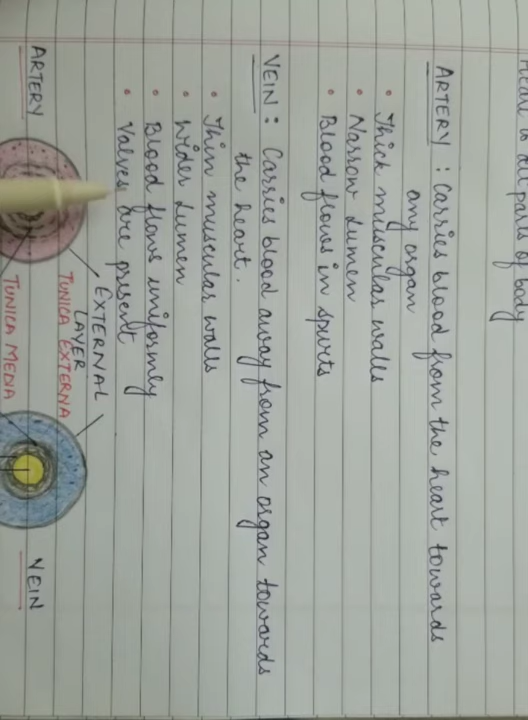 to all parts of body
ARTERY : Carries blood from the heart towards
any organ
• Thick muscular walls
• Narrow Lumen
• Blood flows in spurts
VEIN : Carries blood away from an organ towards
the heart.
• Thin muscular walls
• Wider Lumen
• Blood flows uniformly
• Valves are present
ARTERY
EXTERNAL
LAYER
TUNICA EXTERNA
TUNICA MEDIA
VEIN